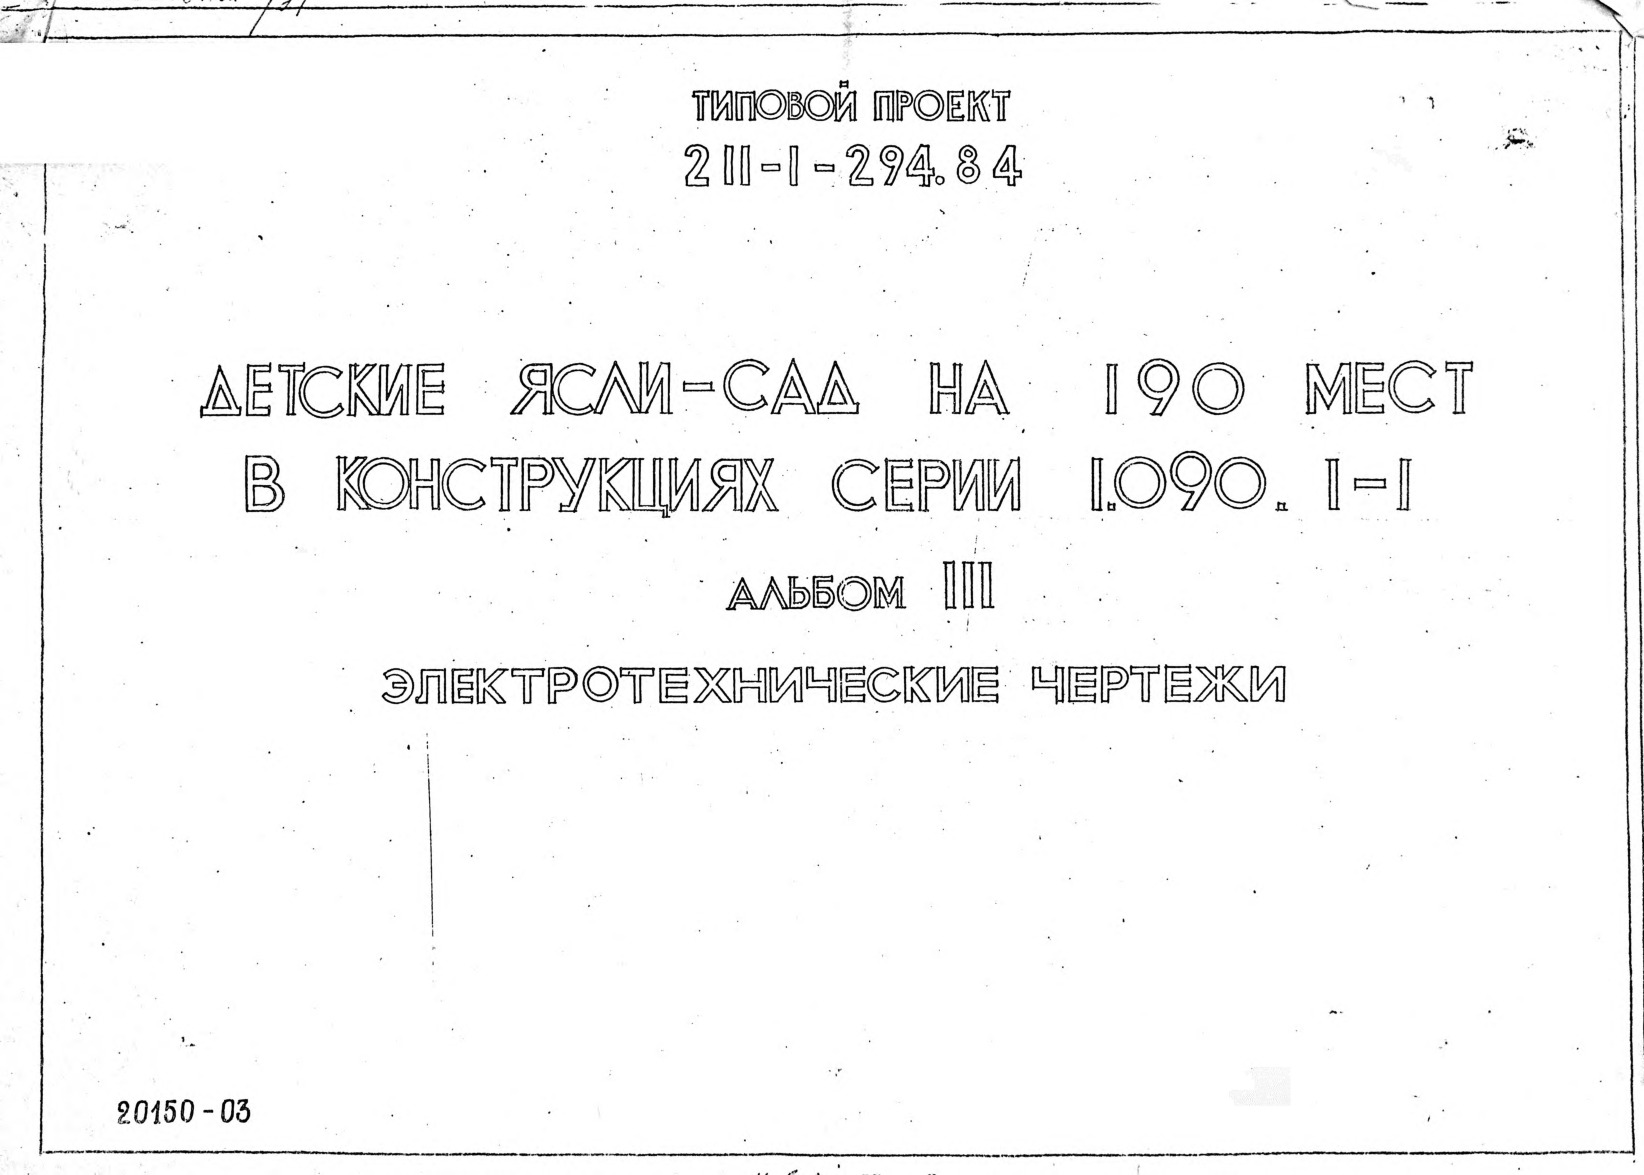 ТИПОВОЙ ПРОЕКТ
211-1-294.84
ДЕТСКИЕ ЯСЛИ-САД НА 190 МЕСТ
В КОНСТРУКЦИЯХ СЕРИИ 1.090.1-1
АЛЬБОМ III
ЭЛЕКТРОТЕХНИЧЕСКИЕ ЧЕРТЕЖИ
20150-03